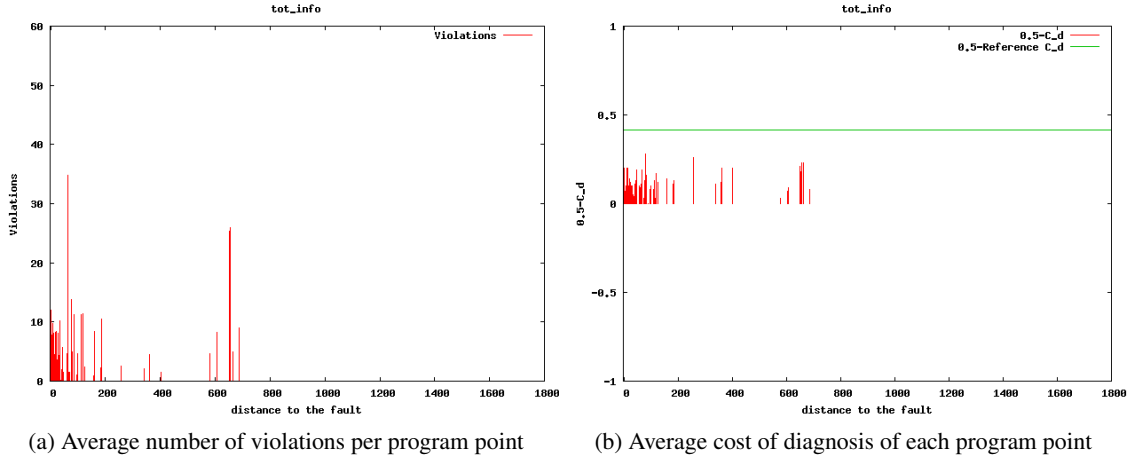 tot_info
Violations
60
50
40
30
20
10
0
Violations
0 200 400 600 800 1000 1200 1400 1600 1800
distance to the fault
(a) Average number of violations per program point
tot_info
0.5-C_d
0.5-Reference C_d
1
0.5
0
-0.5
-1
0.5-C_d
0 200 400 600 800 1000 1200 1400 1600 1800
distance to the fault
(b) Average cost of diagnosis of each program point